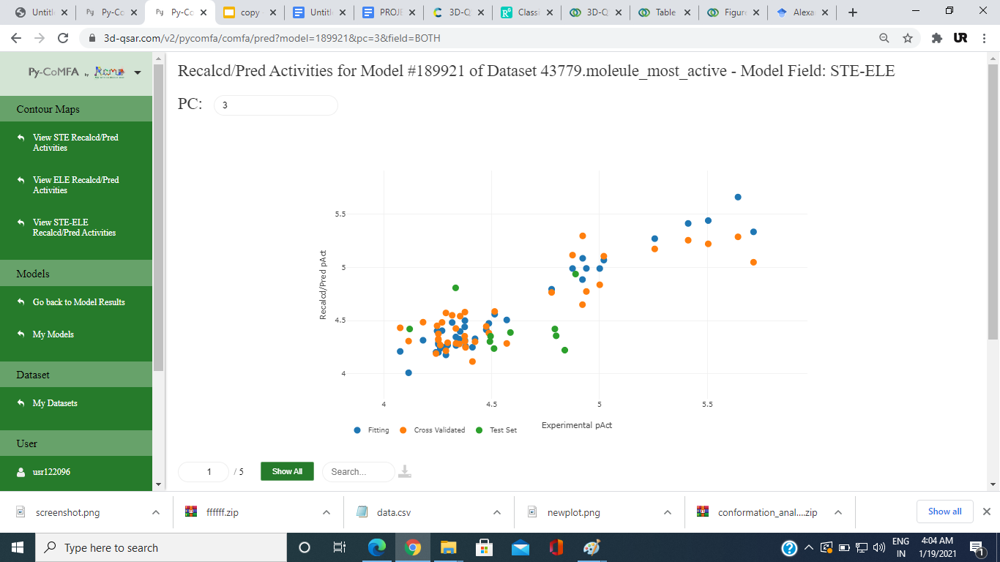 Untitl
Py-Co
Py-Co
copy
Untitl
PROJE
3D-Q
Classi
3D-Q
Table
Figure
Alexa
3d-qsar.com/v2/pycomfa/comfa/pred?model=189921&pc=3&field=BOTH
UR
Py-CoMFA by
Contour Maps
View STE Recalcd/Pred
Activities
View ELE Recalcd/Pred
Activities
View STE-ELE
Recalcd/Pred Activities
Models
Go back to Model Results
My Models
Dataset
My Datasets
User
usr122096
Recalcd/Pred Activities for Model #189921 of Dataset 43779.moleule_most_active - Model Field: STE-ELE
PC: 3
Recalcd/Pred pAct
5.5
5
4.5
4
4 4.5 5 5.5
Experimental pAct
Fitting Cross Validated Test Set
1 / 5 Show All Search...
screenshot.png
ffffff.zip
data.csv
newplot.png
conformation_anal....zip
Show all
Type here to search
ENG
IN
4:04 AM
1/19/2021
1